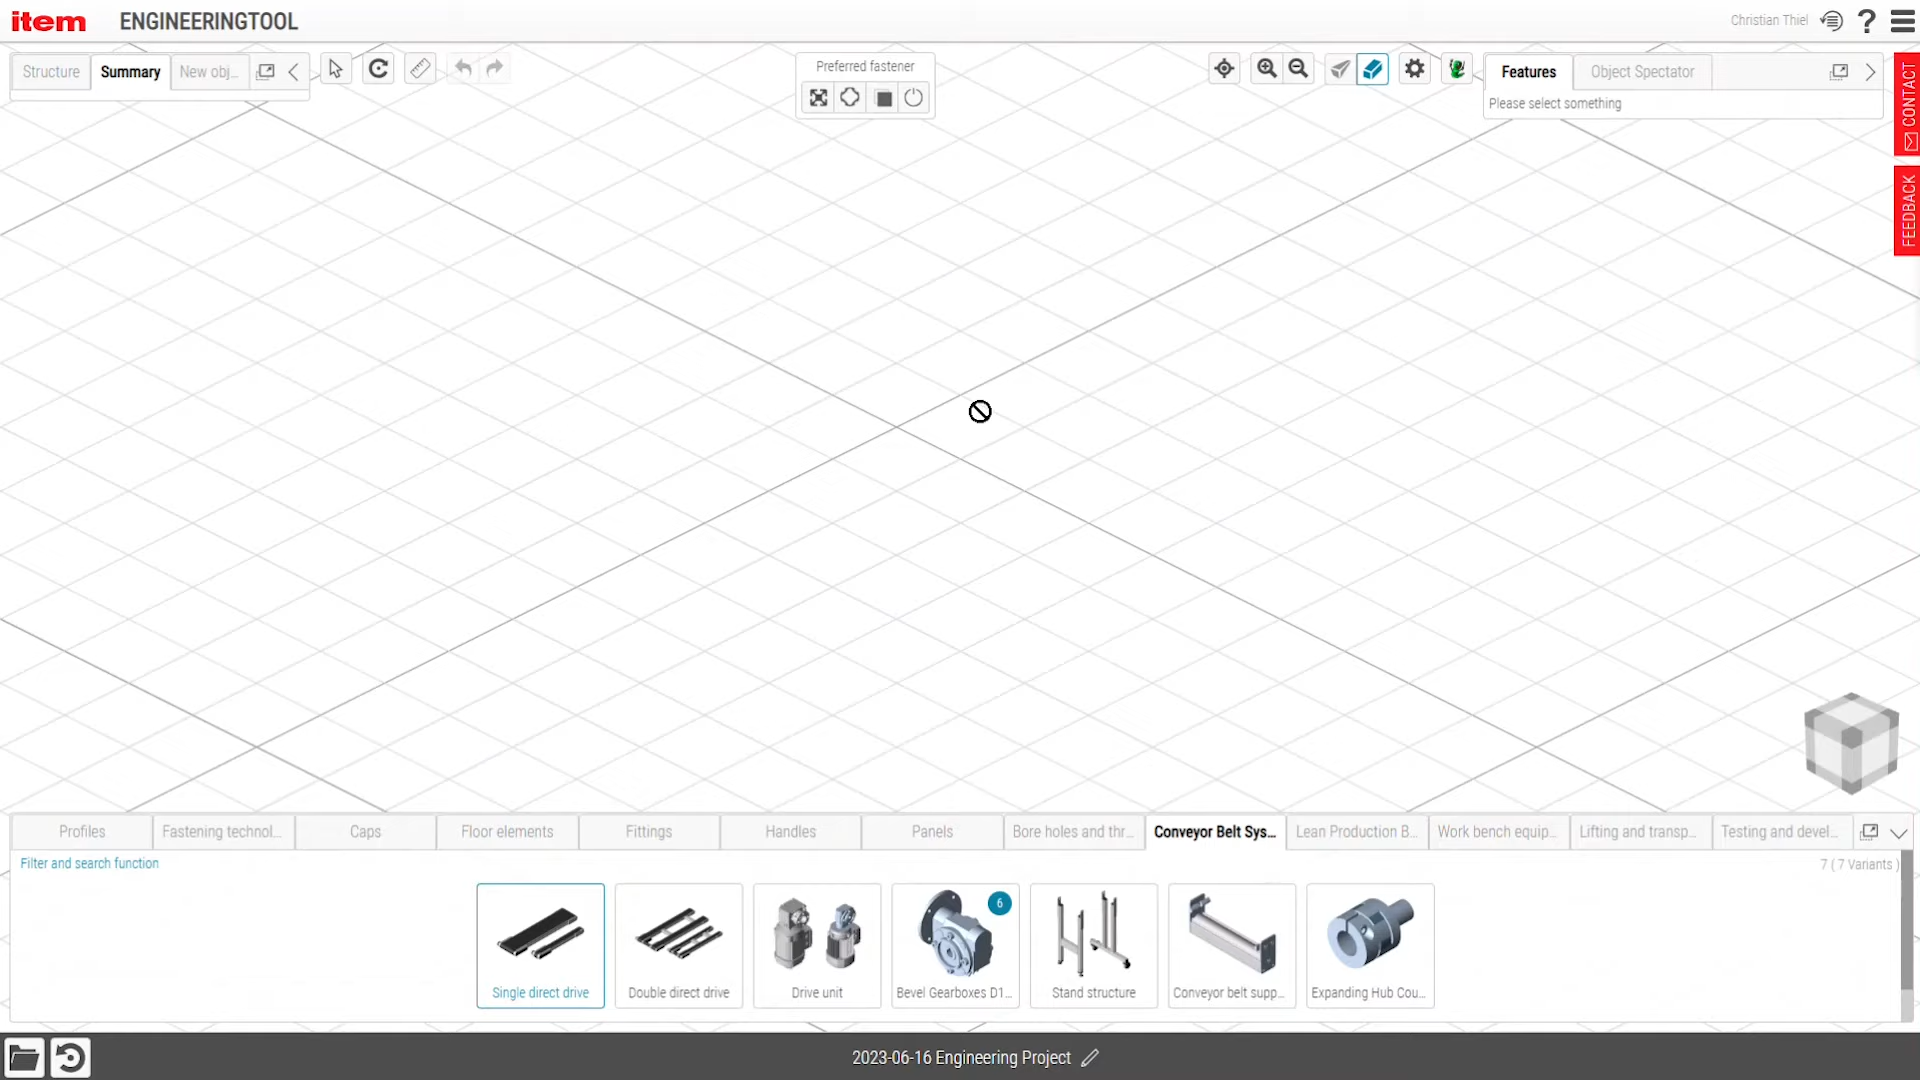 item ENGINEERINGTOOL
Christian Thiel
Structure Summary New obj...
Preferred fastener
Features Object Spectator
Please select something
CONTACT
FEEDBACK
Profiles Fastening technol... Caps Floor elements Fittings Handles Panels Bore holes and thr... Conveyor Belt Sys... Lean Production B... Work bench equip... Lifting and transp... Testing and devel...
Filter and search function
7 ( 7 Variants )
6
Single direct drive Double direct drive Drive unit Bevel Gearboxes D1... Stand structure Conveyor belt supp... Expanding Hub Cou...
2023-06-16 Engineering Project